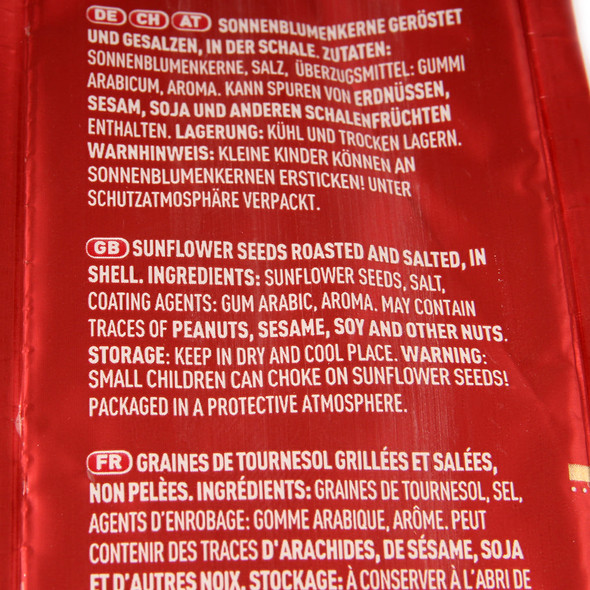 DE CH AT SONNENBLUMENKERNE GERÖSTET
UND GESALZEN, IN DER SCHALE. ZUTATEN:
SONNENBLUMENKERNE, SALZ, ÜBERZUGSMITTEL: GUMMI
ARABICUM, AROMA. KANN SPUREN VON ERDNÜSSEN,
SESAM, SOJA UND ANDEREN SCHALENFRÜCHTEN
ENTHALTEN. LAGERUNG: KÜHL UND TROCKEN LAGERN.
WARNHINWEIS: KLEINE KINDER KÖNNEN AN
SONNENBLUMENKERNEN ERSTICKEN! UNTER
SCHUTZATMOSPHÄRE VERPACKT.
GB SUNFLOWER SEEDS ROASTED AND SALTED, IN
SHELL. INGREDIENTS: SUNFLOWER SEEDS, SALT,
COATING AGENTS: GUM ARABIC, AROMA. MAY CONTAIN
TRACES OF PEANUTS, SESAME, SOY AND OTHER NUTS.
STORAGE: KEEP IN DRY AND COOL PLACE. WARNING:
SMALL CHILDREN CAN CHOKE ON SUNFLOWER SEEDS!
PACKAGED IN A PROTECTIVE ATMOSPHERE.
FR GRAINES DE TOURNESOL GRILLÉES ET SALÉES,
NON PELÈES. INGRÉDIENTS: GRAINES DE TOURNESOL, SEL,
AGENTS D'ENROBAGE: GOMME ARABIQUE, ARÔME. PEUT
CONTENIR DES TRACES D'ARACHIDES, DE SÉSAME, SOJA
ET D'AUTRES NOIX. STOCKAGE: À CONSERVER À L'ABRI DE